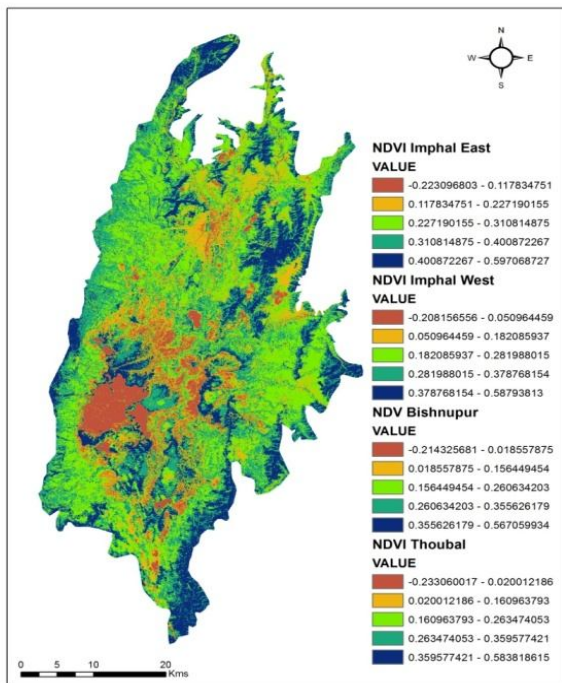 N
W E
S
NDVI Imphal East
VALUE
-0.223096803 - 0.117834751
0.117834751 - 0.227190155
0.227190155 - 0.310814875
0.310814875 - 0.400872267
0.400872267 - 0.597068727
NDVI Imphal West
VALUE
-0.208156556 - 0.050964459
0.050964459 - 0.182085937
0.182085937 - 0.281988015
0.281988015 - 0.378768154
0.378768154 - 0.58793813
NDV Bishnupur
VALUE
-0.214325681 - 0.018557875
0.018557875 - 0.156449454
0.156449454 - 0.260634203
0.260634203 - 0.355626179
0.355626179 - 0.567059934
NDVI Thoubal
VALUE
-0.233060017 - 0.020012186
0.020012186 - 0.160963793
0.160963793 - 0.263474053
0.263474053 - 0.359577421
0.359577421 - 0.583818615
0 5 10 20
Kms